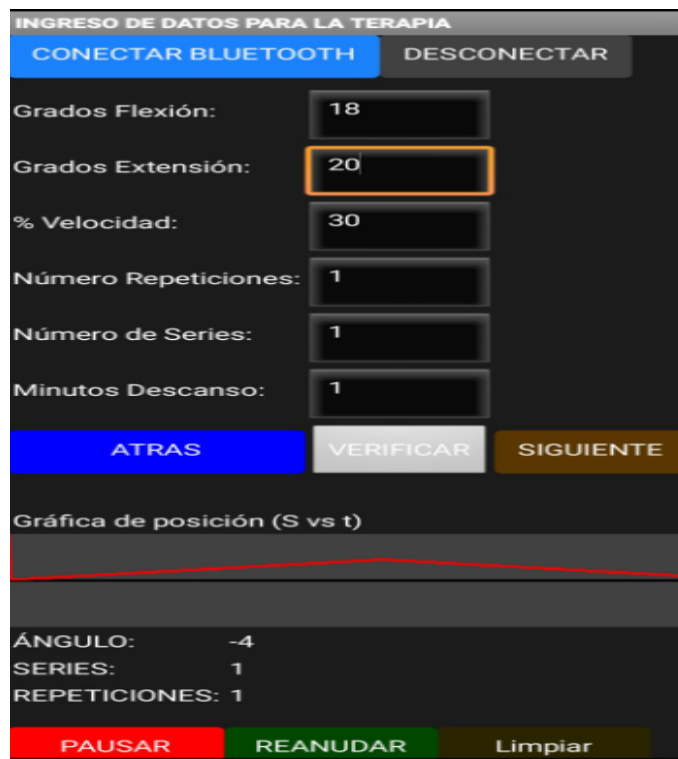 INGRESO DE DATOS PARA LA TERAPIA
CONECTAR BLUETOOTH DESCONECTAR
Grados Flexión: 18
Grados Extensión: 20
% Velocidad: 30
Número Repeticiones: 1
Número de Series: 1
Minutos Descanso: 1
ATRAS VERIFICAR SIGUIENTE
Gráfica de posición (S vs t)
ÁNGULO: -4
SERIES: 1
REPETICIONES: 1
PAUSAR REANUDAR Limpiar